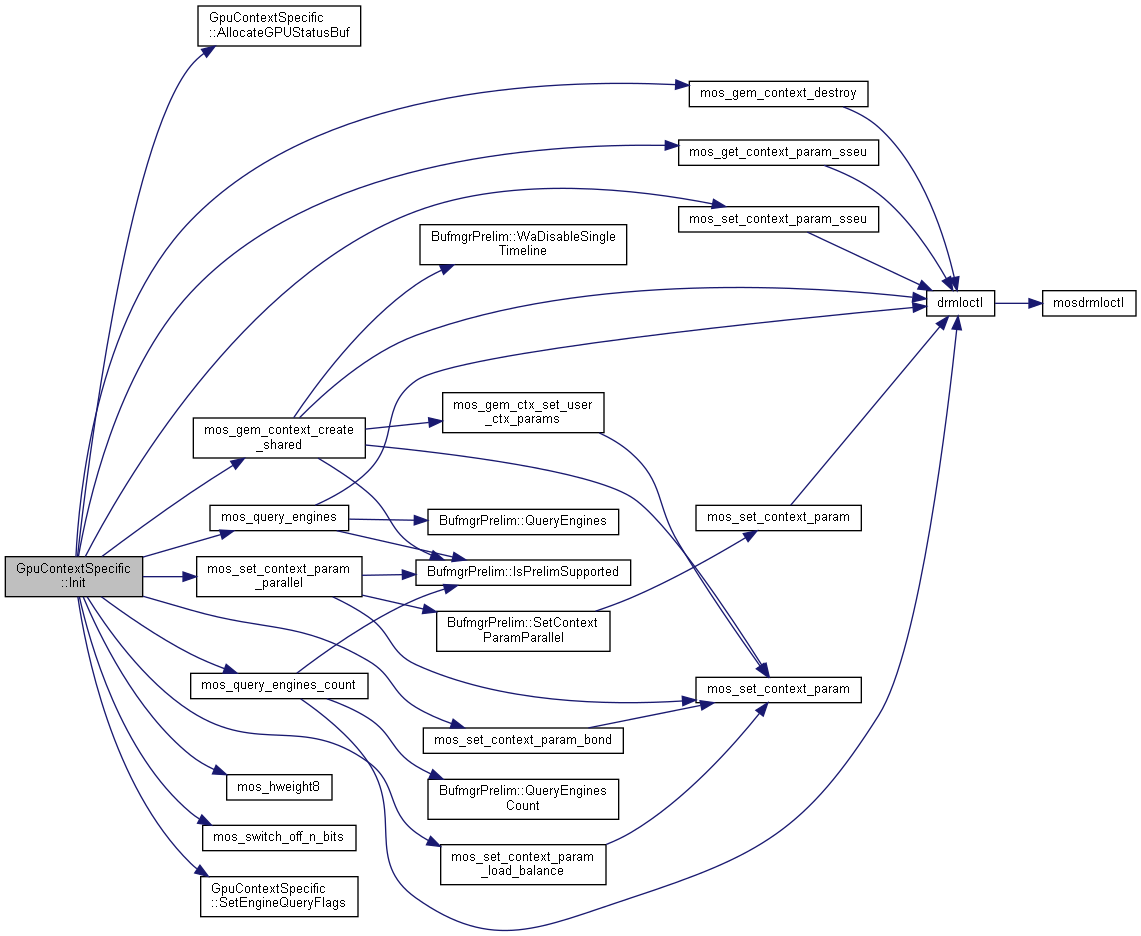 GpuContextSpecific
::AllocateGPUStatusBuf
mos_gem_context_destroy
mos_get_context_param_sseu
mos_set_context_param_sseu
BufmgrPrelim::WaDisableSingle
Timeline
drmIoctl
mosdrmIoctl
mos_gem_ctx_set_user
_ctx_params
mos_gem_context_create
_shared
mos_query_engines
BufmgrPrelim::QueryEngines
mos_set_context_param
GpuContextSpecific
::Init
mos_set_context_param
_parallel
BufmgrPrelim::IsPrelimSupported
BufmgrPrelim::SetContext
ParamParallel
mos_query_engines_count
mos_set_context_param
mos_set_context_param_bond
mos_hweight8
BufmgrPrelim::QueryEngines
Count
mos_switch_off_n_bits
mos_set_context_param
_load_balance
GpuContextSpecific
::SetEngineQueryFlags